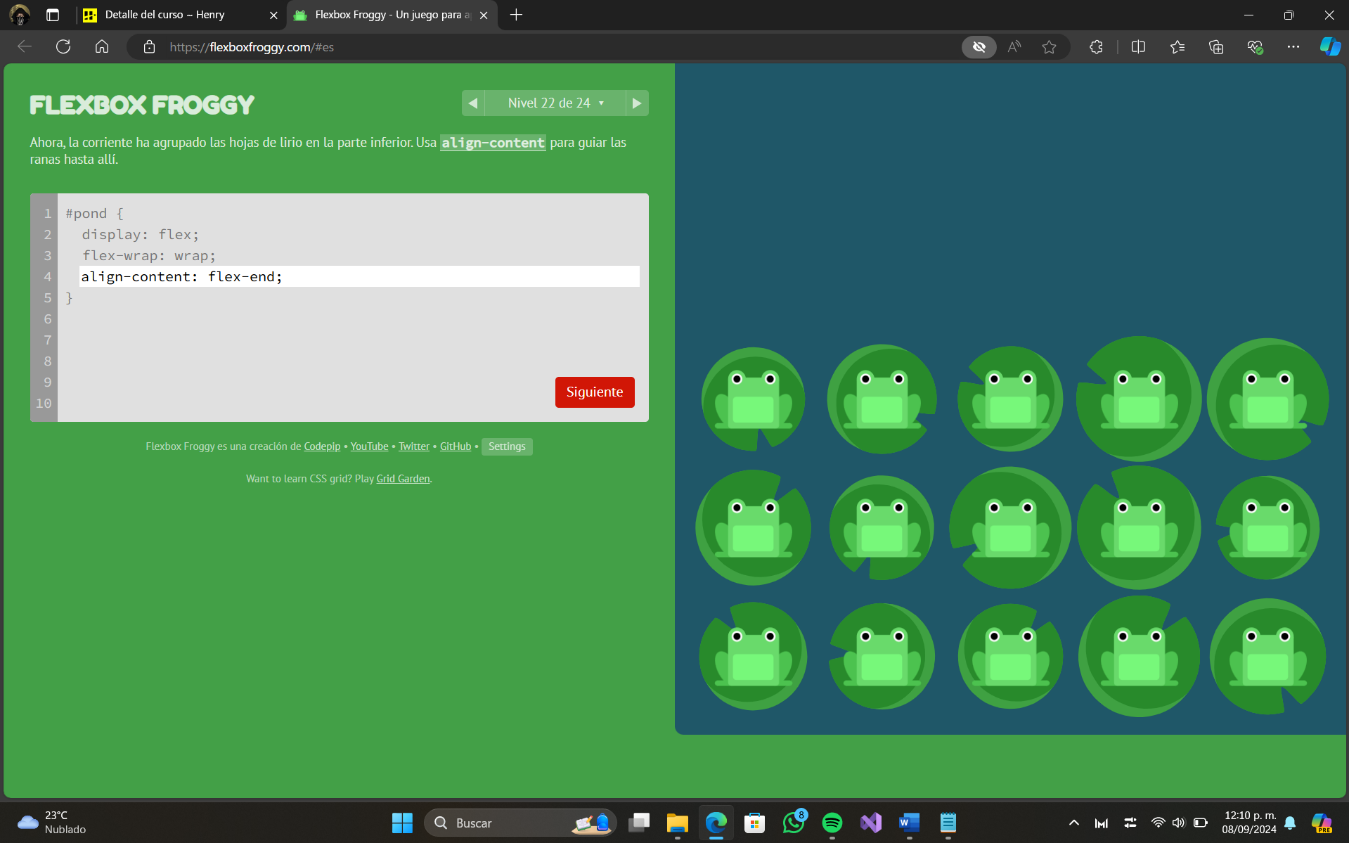 Detalle del curso – Henry
Flexbox Froggy - Un juego para a
https://flexboxfroggy.com/#es
FLEXBOX FROGGY
Nivel 22 de 24
Ahora, la corriente ha agrupado las hojas de lirio en la parte inferior. Usa align-content para guiar las
ranas hasta allí.
1 #pond {
2 display: flex;
3 flex-wrap: wrap;
4 align-content: flex-end;
5 }
6
7
8
9
10
Siguiente
Flexbox Froggy es una creación de Codepip • YouTube • Twitter • GitHub • Settings
Want to learn CSS grid? Play Grid Garden.
23°C
Nublado
Buscar
8
12:10 p. m.
08/09/2024
PRE